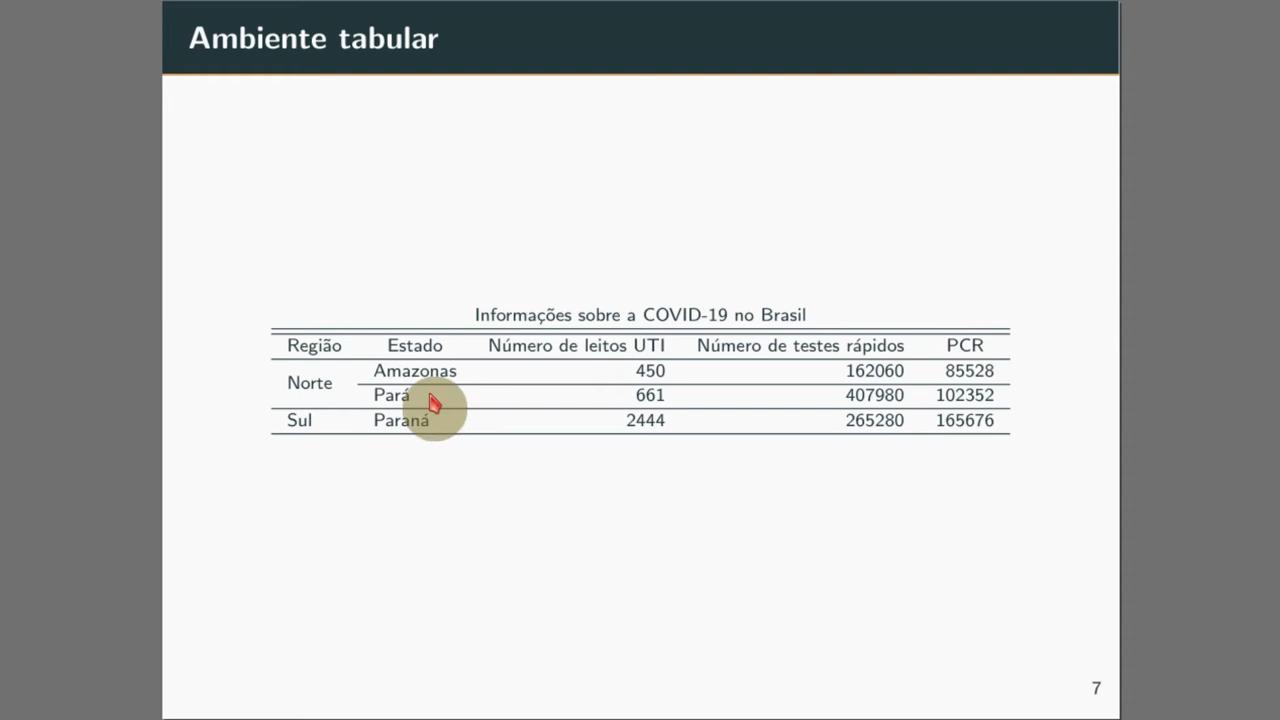 Ambiente tabular
Informações sobre a COVID-19 no Brasil
Região Estado Número de leitos UTI Número de testes rápidos PCR
Norte Amazonas 450 162060 85528
Pará 661 407980 102352
Sul Paraná 2444 265280 165676
7